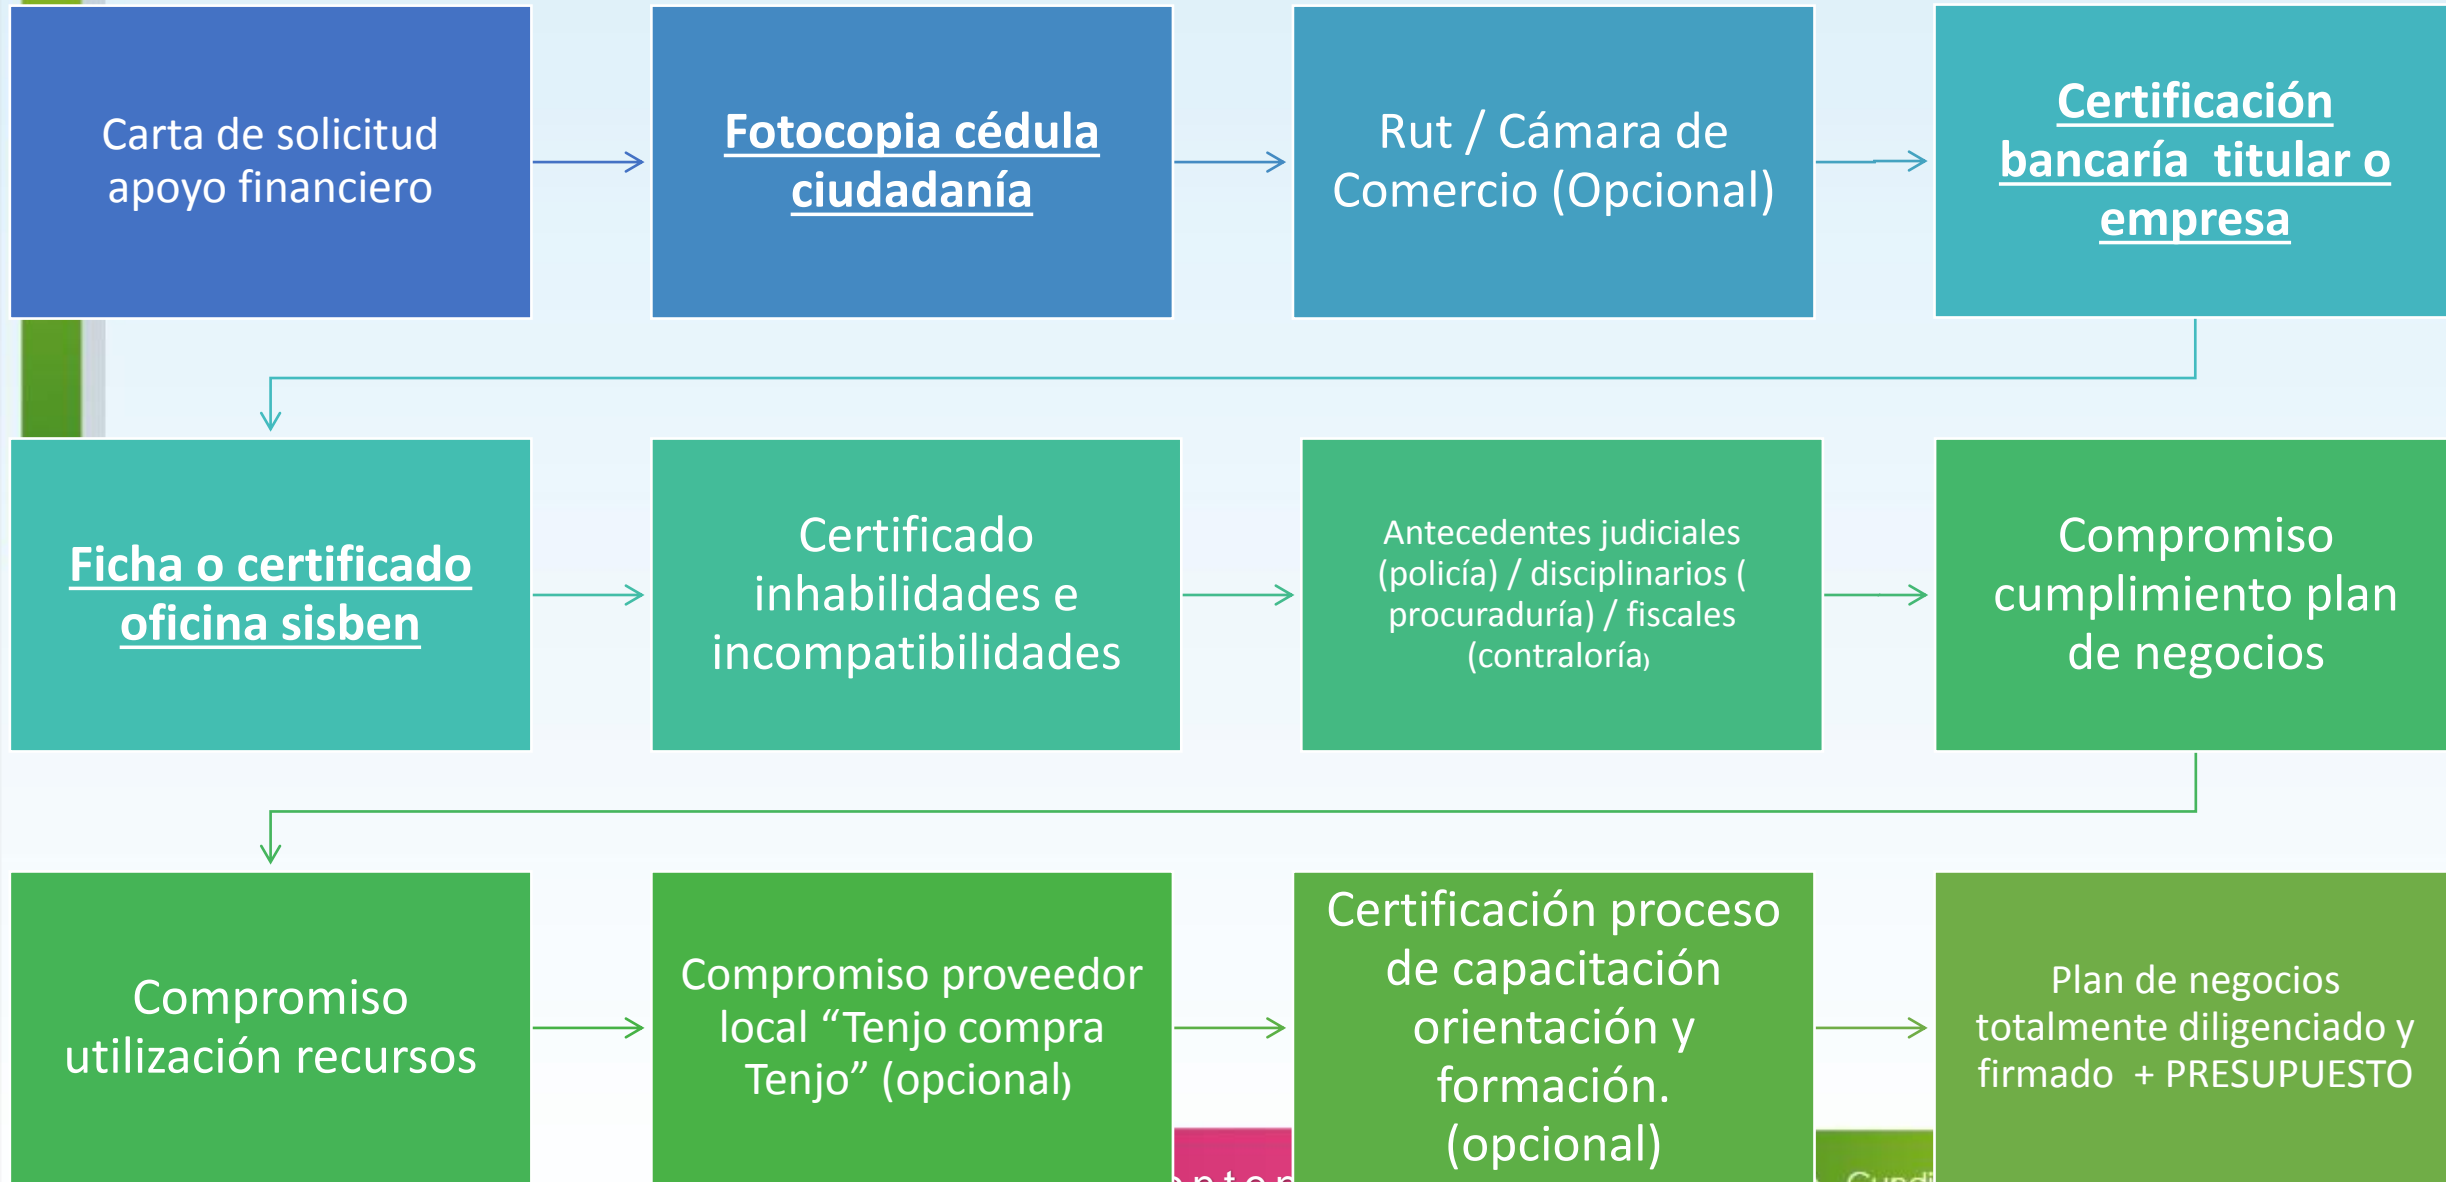 Carta de solicitud
apoyo financiero
Fotocopia cédula
ciudadanía
Rut / Cámara de
Comercio (Opcional)
Certificación
bancaría  titular o
empresa
Ficha o certificado
oficina sisben
Certificado
inhabilidades e
incompatibilidades
Antecedentes judiciales
(policía) / disciplinarios (
procuraduría) / fiscales
(contraloría)
Compromiso
cumplimiento plan
de negocios
Compromiso
utilización recursos
Compromiso proveedor
local “Tenjo compra
Tenjo” (opcional)
Certificación proceso
de capacitación
orientación y
formación.
(opcional)
Plan de negocios
totalmente diligenciado y
firmado  + PRESUPUESTO